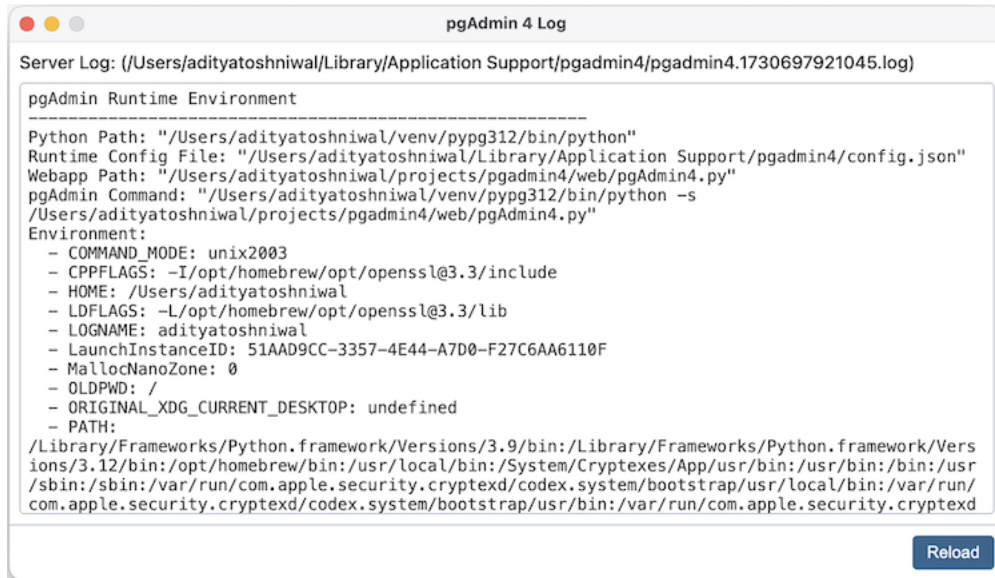 pgAdmin 4 Log
Server Log: (/Users/adityatoshniwal/Library/Application Support/pgadmin4/pgadmin4.1730697921045.log)
pgAdmin Runtime Environment
--------------------------------------------------------
Python Path: "/Users/adityatoshniwal/venv/pypg312/bin/python"
Runtime Config File: "/Users/adityatoshniwal/Library/Application Support/pgadmin4/config.json"
Webapp Path: "/Users/adityatoshniwal/projects/pgadmin4/web/pgAdmin4.py"
pgAdmin Command: "/Users/adityatoshniwal/venv/pypg312/bin/python -s
/Users/adityatoshniwal/projects/pgadmin4/web/pgAdmin4.py"
Environment:
- COMMAND_MODE: unix2003
- CPPFLAGS: -I/opt/homebrew/opt/openssl@3.3/include
- HOME: /Users/adityatoshniwal
- LDFLAGS: -L/opt/homebrew/opt/openssl@3.3/lib
- LOGNAME: adityatoshniwal
- LaunchInstanceID: 51AAD9CC-3357-4E44-A7D0-F27C6AA6110F
- MallocNanoZone: 0
- OLDPWD: /
- ORIGINAL_XDG_CURRENT_DESKTOP: undefined
- PATH:
/Library/Frameworks/Python.framework/Versions/3.9/bin:/Library/Frameworks/Python.framework/Vers
ions/3.12/bin:/opt/homebrew/bin:/usr/local/bin:/System/Cryptexes/App/usr/bin:/usr/bin:/bin:/usr
/sbin:/sbin:/var/run/com.apple.security.cryptexd/codex.system/bootstrap/usr/local/bin:/var/run/
com.apple.security.cryptexd/codex.system/bootstrap/usr/bin:/var/run/com.apple.security.cryptexd
Reload